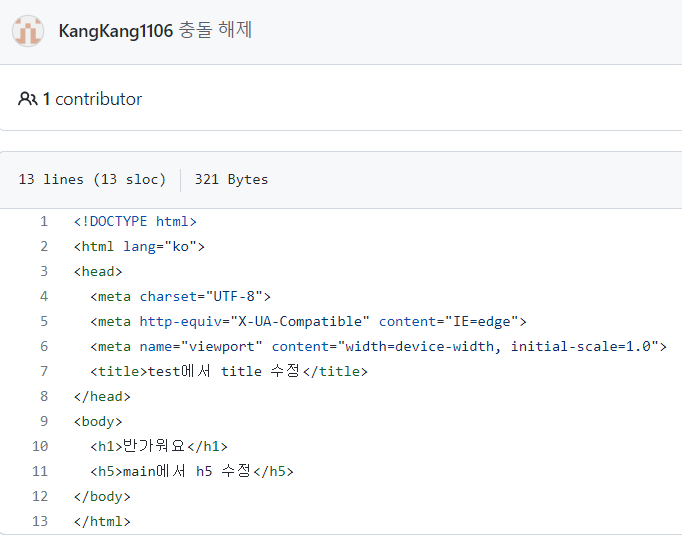 KangKang1106 충돌 해제
1 contributor
13 lines (13 sloc) 321 Bytes
1 <!DOCTYPE html>
2 <html lang="ko">
3 <head>
4 <meta charset="UTF-8">
5 <meta http-equiv="X-UA-Compatible" content="IE=edge">
6 <meta name="viewport" content="width=device-width, initial-scale=1.0">
7 <title>test에서 title 수정</title>
8 </head>
9 <body>
10 <h1>반가워요</h1>
11 <h5>main에서 h5 수정</h5>
12 </body>
13 </html>